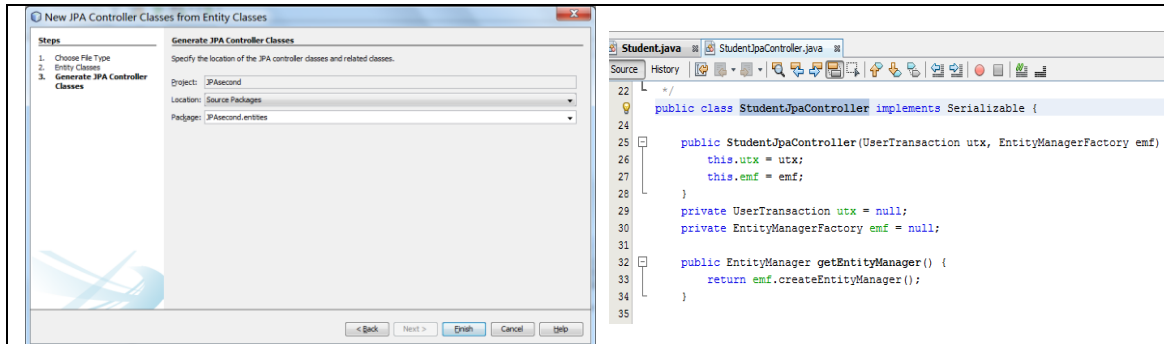 New JPA Controller Classes from Entity Classes
Steps
1. Choose File Type
2. Entity Classes
3. Generate JPA Controller
Classes
Generate JPA Controller Classes
Specify the location of the JPA controller classes and related classes.
Project: JPAsecond
Location: Source Packages
Package: JPAsecond.entities
< Back Next > Finish Cancel Help
Student.java StudentJpaController.java
Source History
22 */
public class StudentJpaController implements Serializable {
24
25 public StudentJpaController(UserTransaction utx, EntityManagerFactory emf)
26 this.utx = utx;
27 this.emf = emf;
28 }
29 private UserTransaction utx = null;
30 private EntityManagerFactory emf = null;
31
32 public EntityManager getEntityManager() {
33 return emf.createEntityManager();
34 }
35